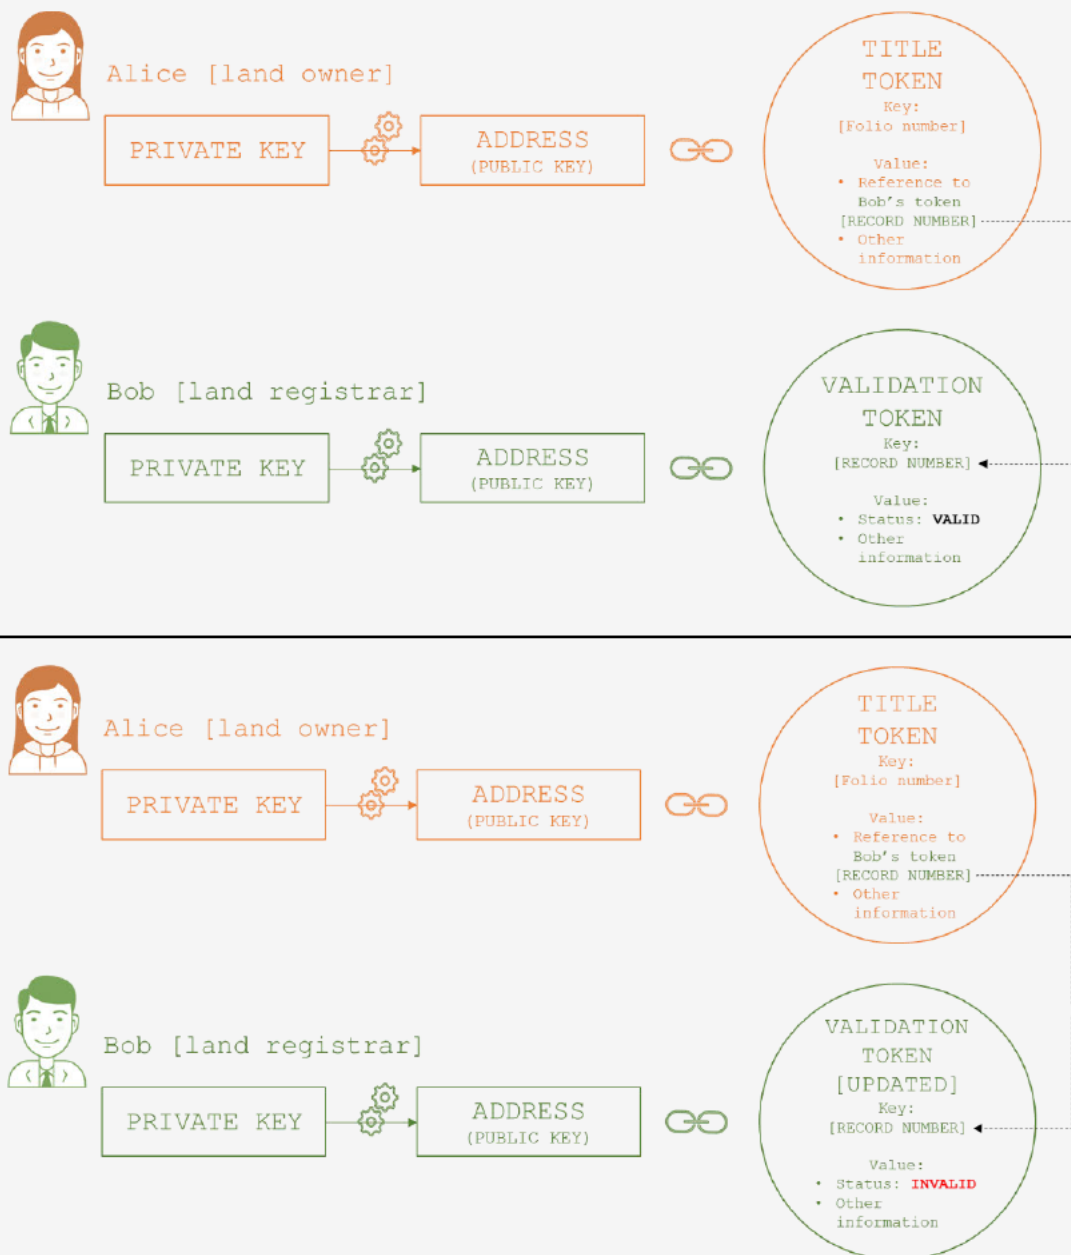 Alice [land owner]
PRIVATE KEY
ADDRESS
(PUBLIC KEY)
TITLE
TOKEN
Key:
[Folio number]
Value:
• Reference to
Bob's token
[RECORD NUMBER]
• Other
information
Bob [land registrar]
PRIVATE KEY
ADDRESS
(PUBLIC KEY)
VALIDATION
TOKEN
Key:
[RECORD NUMBER]
Value:
• Status: VALID
• Other
information
Alice [land owner]
PRIVATE KEY
ADDRESS
(PUBLIC KEY)
TITLE
TOKEN
Key:
[Folio number]
Value:
• Reference to
Bob's token
[RECORD NUMBER]
• Other
information
Bob [land registrar]
PRIVATE KEY
ADDRESS
(PUBLIC KEY)
VALIDATION
TOKEN
[UPDATED]
Key:
[RECORD NUMBER]
Value:
• Status: INVALID
• Other
information